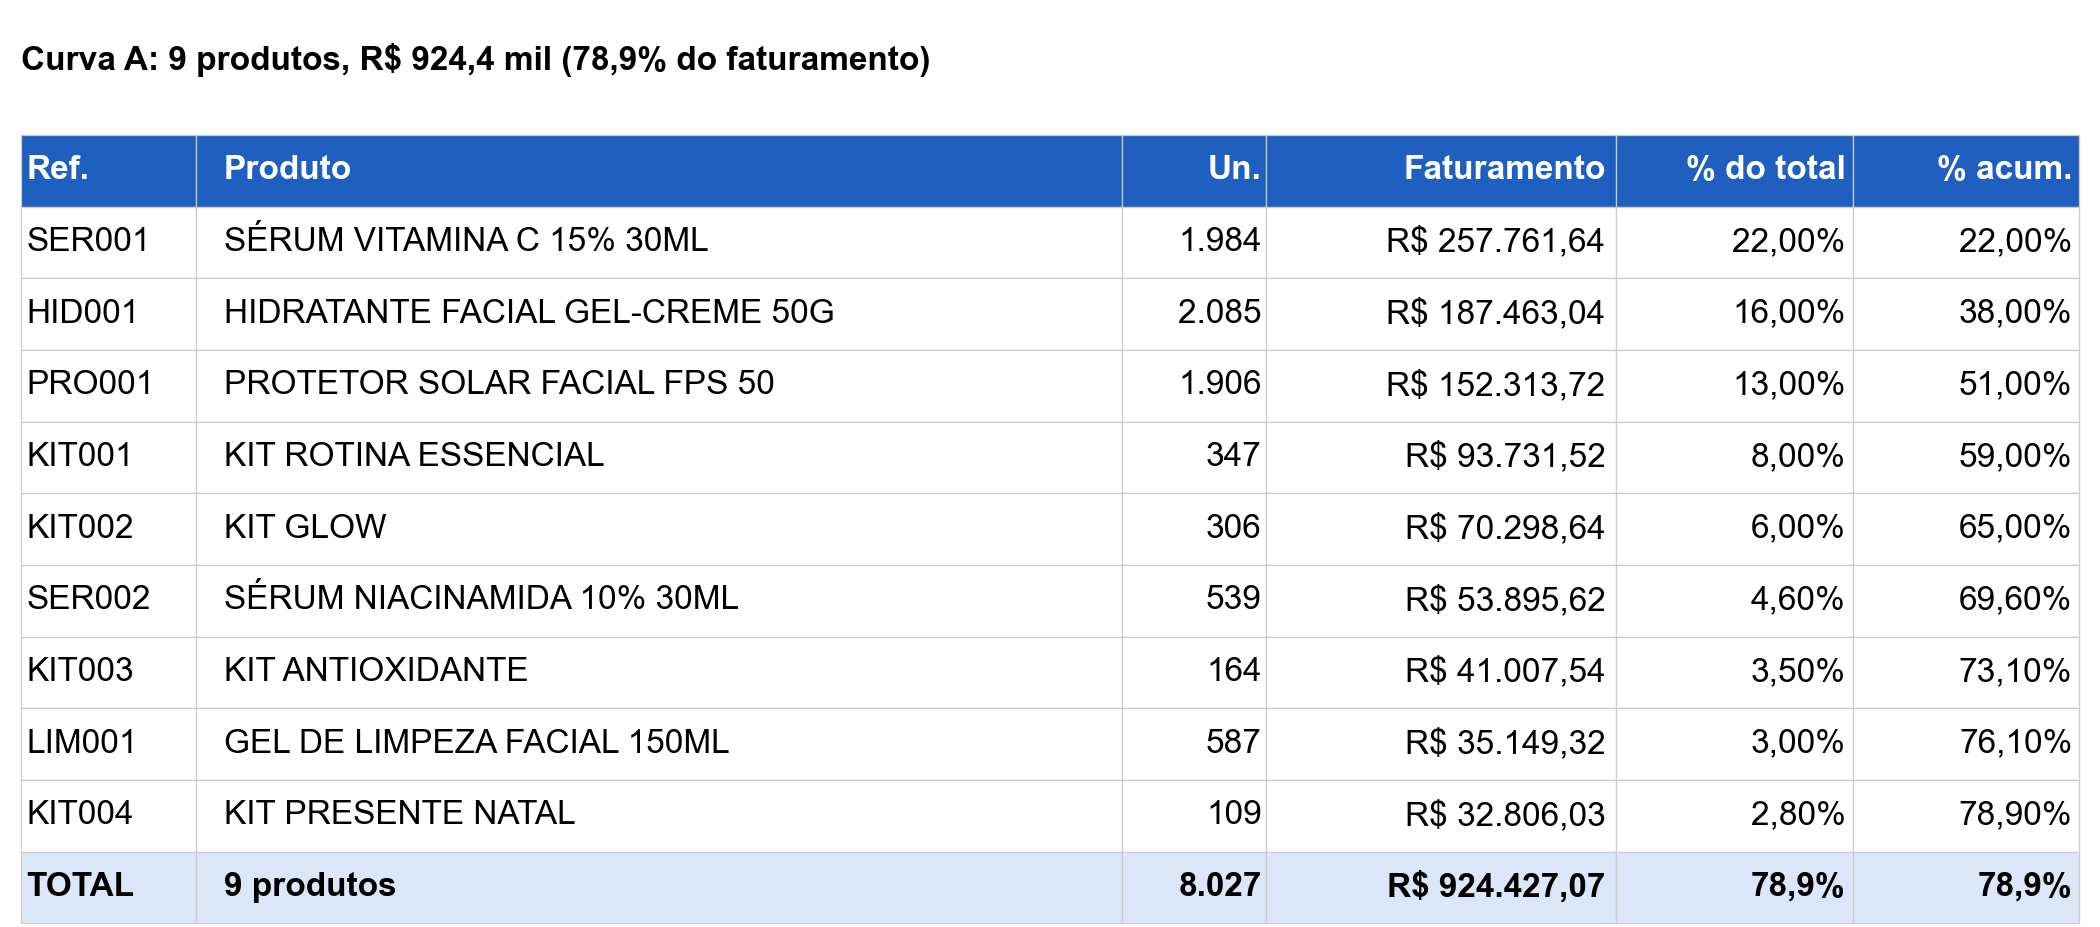 Curva A: 9 produtos, R$ 924,4 mil (78,9% do faturamento)
Ref. Produto Un. Faturamento % do total % acum.
SER001 SÉRUM VITAMINA C 15% 30ML 1.984 R$ 257.761,64 22,00% 22,00%
HID001 HIDRATANTE FACIAL GEL-CREME 50G 2.085 R$ 187.463,04 16,00% 38,00%
PRO001 PROTETOR SOLAR FACIAL FPS 50 1.906 R$ 152.313,72 13,00% 51,00%
KIT001 KIT ROTINA ESSENCIAL 347 R$ 93.731,52 8,00% 59,00%
KIT002 KIT GLOW 306 R$ 70.298,64 6,00% 65,00%
SER002 SÉRUM NIACINAMIDA 10% 30ML 539 R$ 53.895,62 4,60% 69,60%
KIT003 KIT ANTIOXIDANTE 164 R$ 41.007,54 3,50% 73,10%
LIM001 GEL DE LIMPEZA FACIAL 150ML 587 R$ 35.149,32 3,00% 76,10%
KIT004 KIT PRESENTE NATAL 109 R$ 32.806,03 2,80% 78,90%
TOTAL 9 produtos 8.027 R$ 924.427,07 78,9% 78,9%